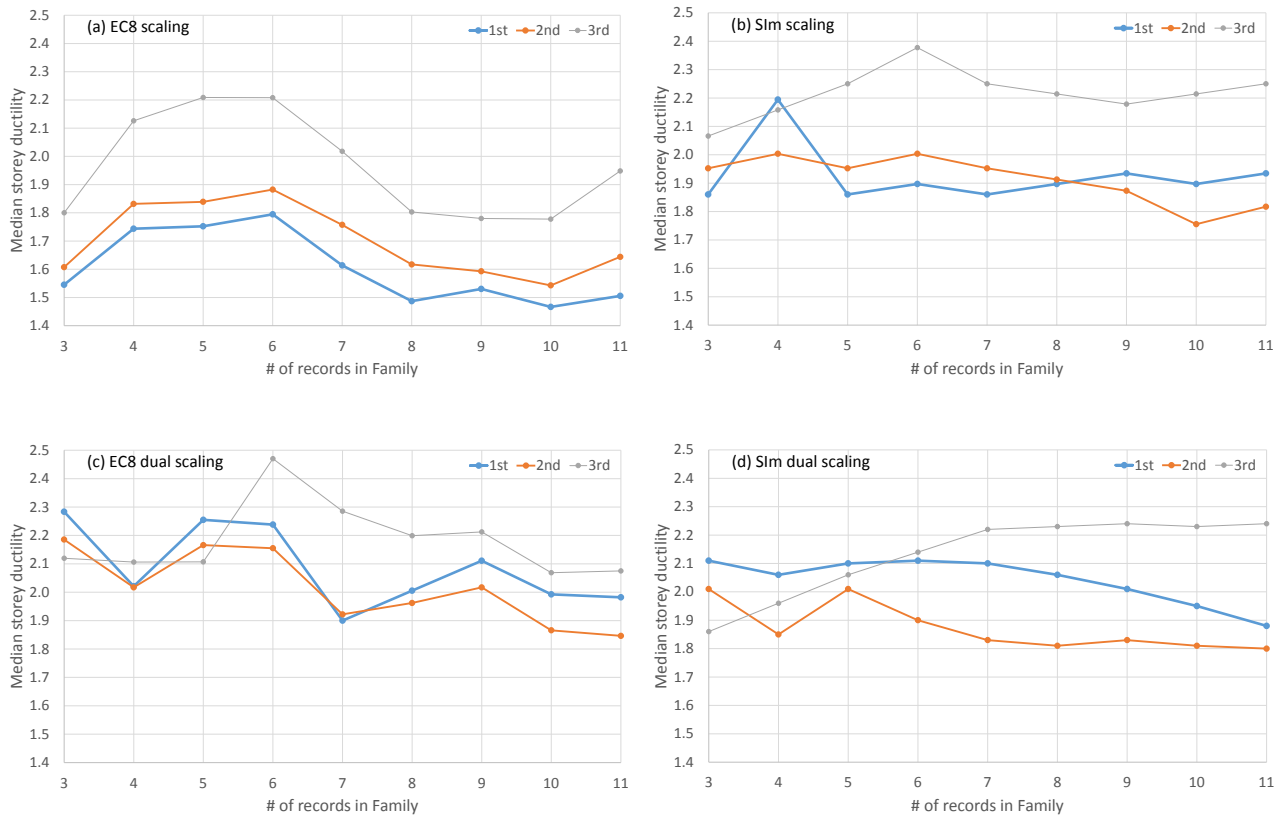 (a) EC8 scaling
1st 2nd 3rd
Median storey ductility
2.5
2.4
2.3
2.2
2.1
2.0
1.9
1.8
1.7
1.6
1.5
1.4
3 4 5 6 7 8 9 10 11
# of records in Family
(b) SIm scaling
1st 2nd 3rd
Median storey ductility
2.5
2.4
2.3
2.2
2.1
2.0
1.9
1.8
1.7
1.6
1.5
1.4
3 4 5 6 7 8 9 10 11
# of records in Family
(c) EC8 dual scaling
1st 2nd 3rd
Median storey ductility
2.5
2.4
2.3
2.2
2.1
2.0
1.9
1.8
1.7
1.6
1.5
1.4
3 4 5 6 7 8 9 10 11
# of records in Family
(d) SIm dual scaling
1st 2nd 3rd
Median storey ductility
2.5
2.4
2.3
2.2
2.1
2.0
1.9
1.8
1.7
1.6
1.5
1.4
3 4 5 6 7 8 9 10 11
# of records in Family